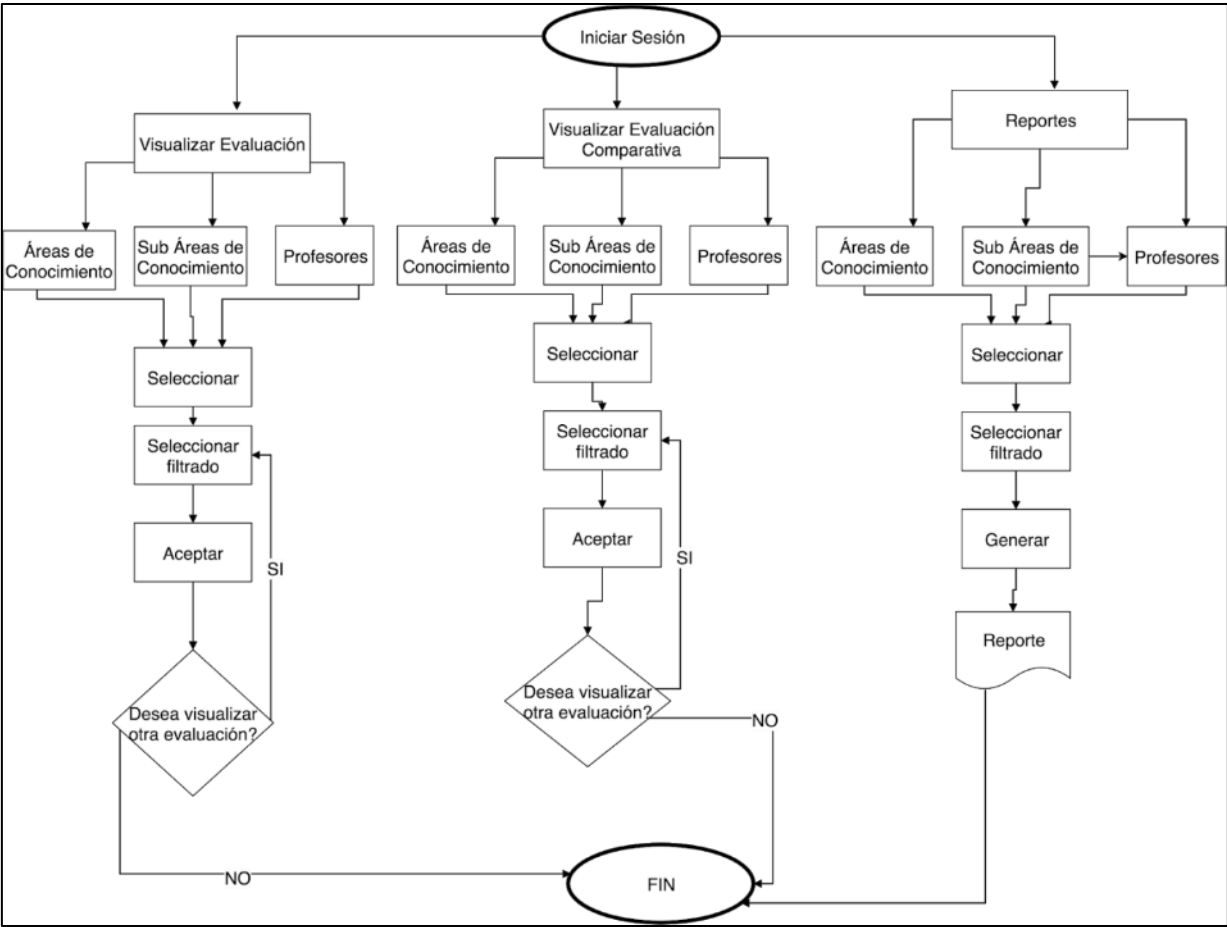 Iniciar Sesión
Visualizar Evaluación
Visualizar Evaluación
Comparativa
Reportes
Áreas de
Conocimiento
Sub Áreas de
Conocimiento
Profesores
Áreas de
Conocimiento
Sub Áreas de
Conocimiento
Profesores
Áreas de
Conocimiento
Sub Áreas de
Conocimiento
Profesores
Seleccionar
Seleccionar
Seleccionar
Seleccionar
filtrado
Seleccionar
filtrado
Seleccionar
filtrado
Aceptar
SI
Aceptar
SI
Generar
Reporte
Desea visualizar
otra evaluación?
Desea visualizar
otra evaluación?
NO
NO
FIN